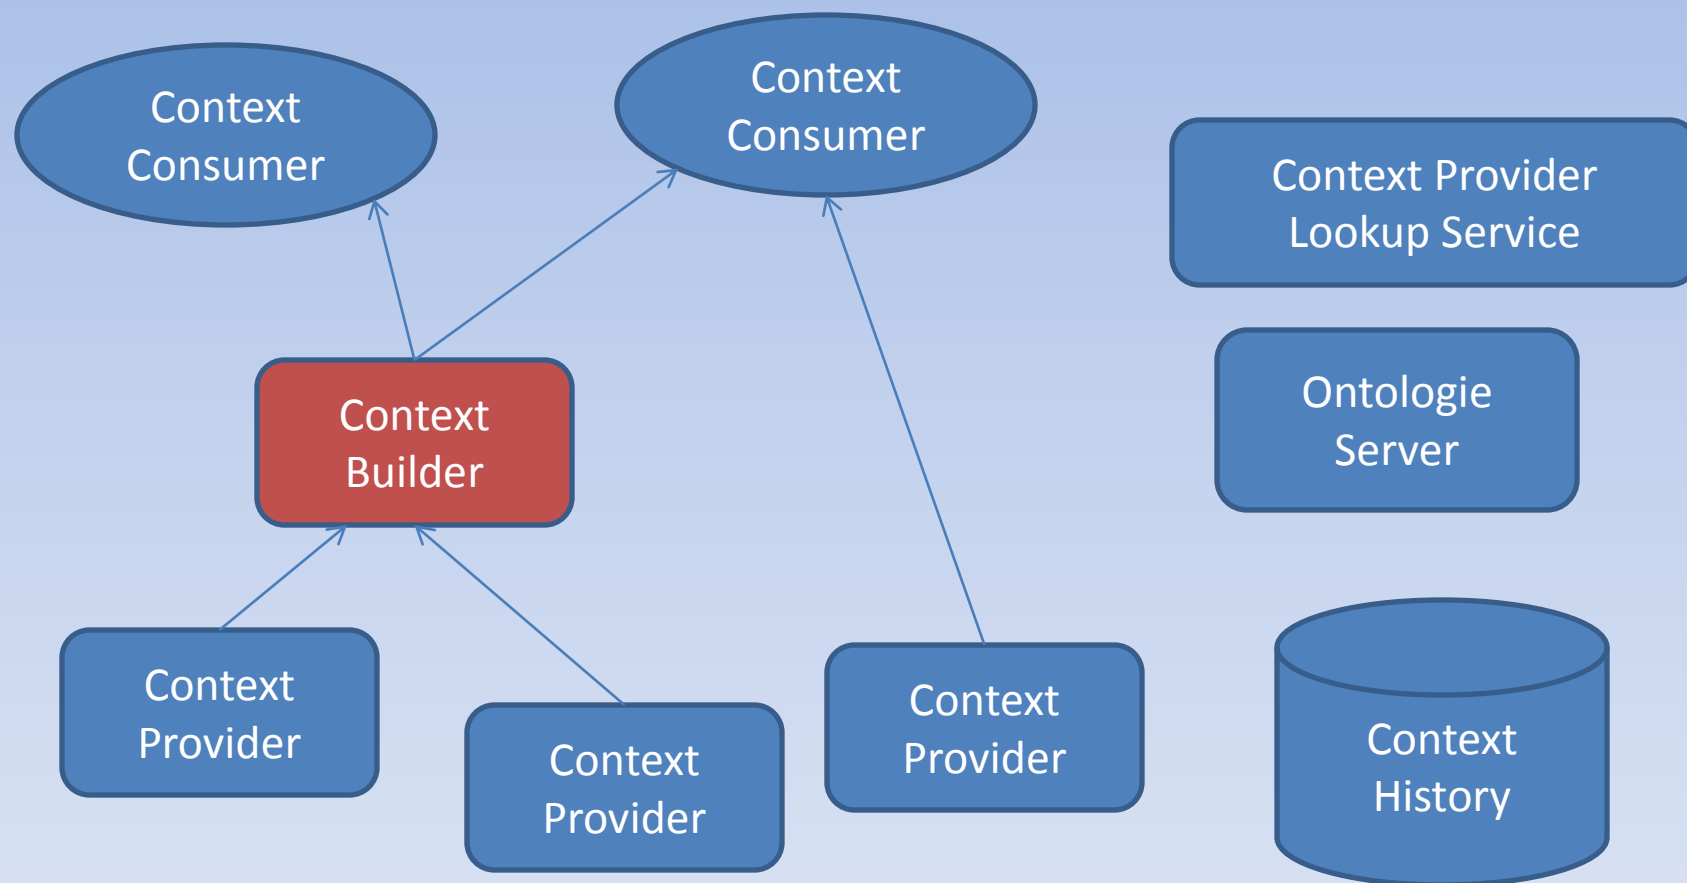 Context
Consumer
Context
Consumer
Context Provider
Lookup Service
Context
Builder
Ontologie
Server
Context
Provider
Context
Provider
Context
Provider
Context
History